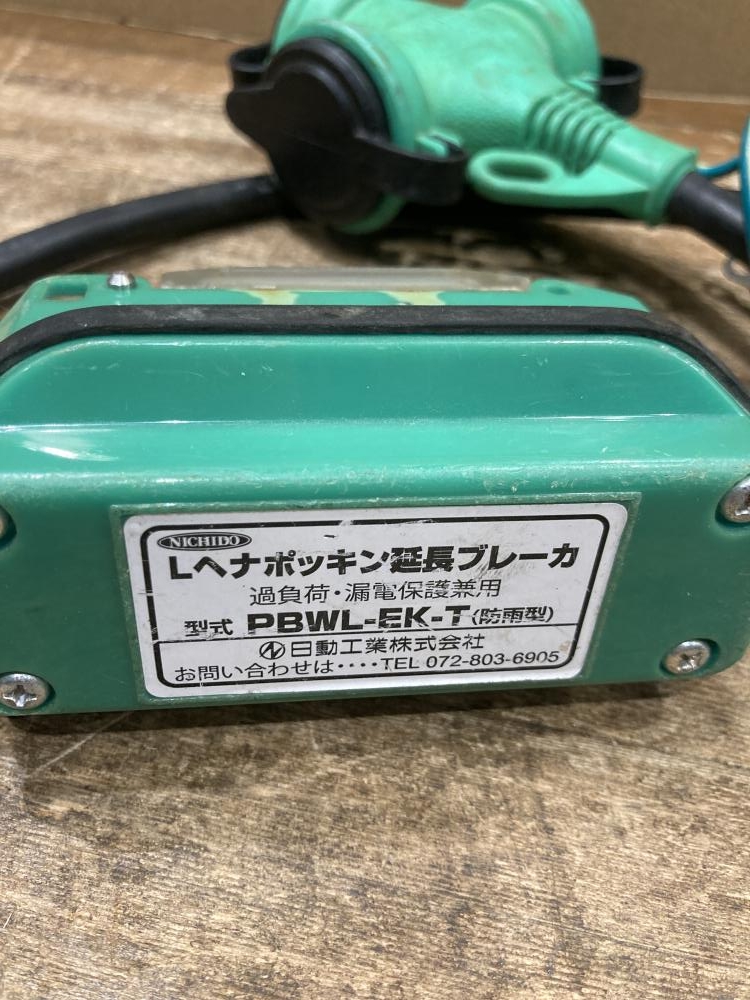 NICHIDO
Lヘナポッキン延長ブレーカ
過負荷・漏電保護兼用
型式 PBWL-EK-T(防雨型)
日動工業株式会社
お問い合わせは････TEL 072-803-6905